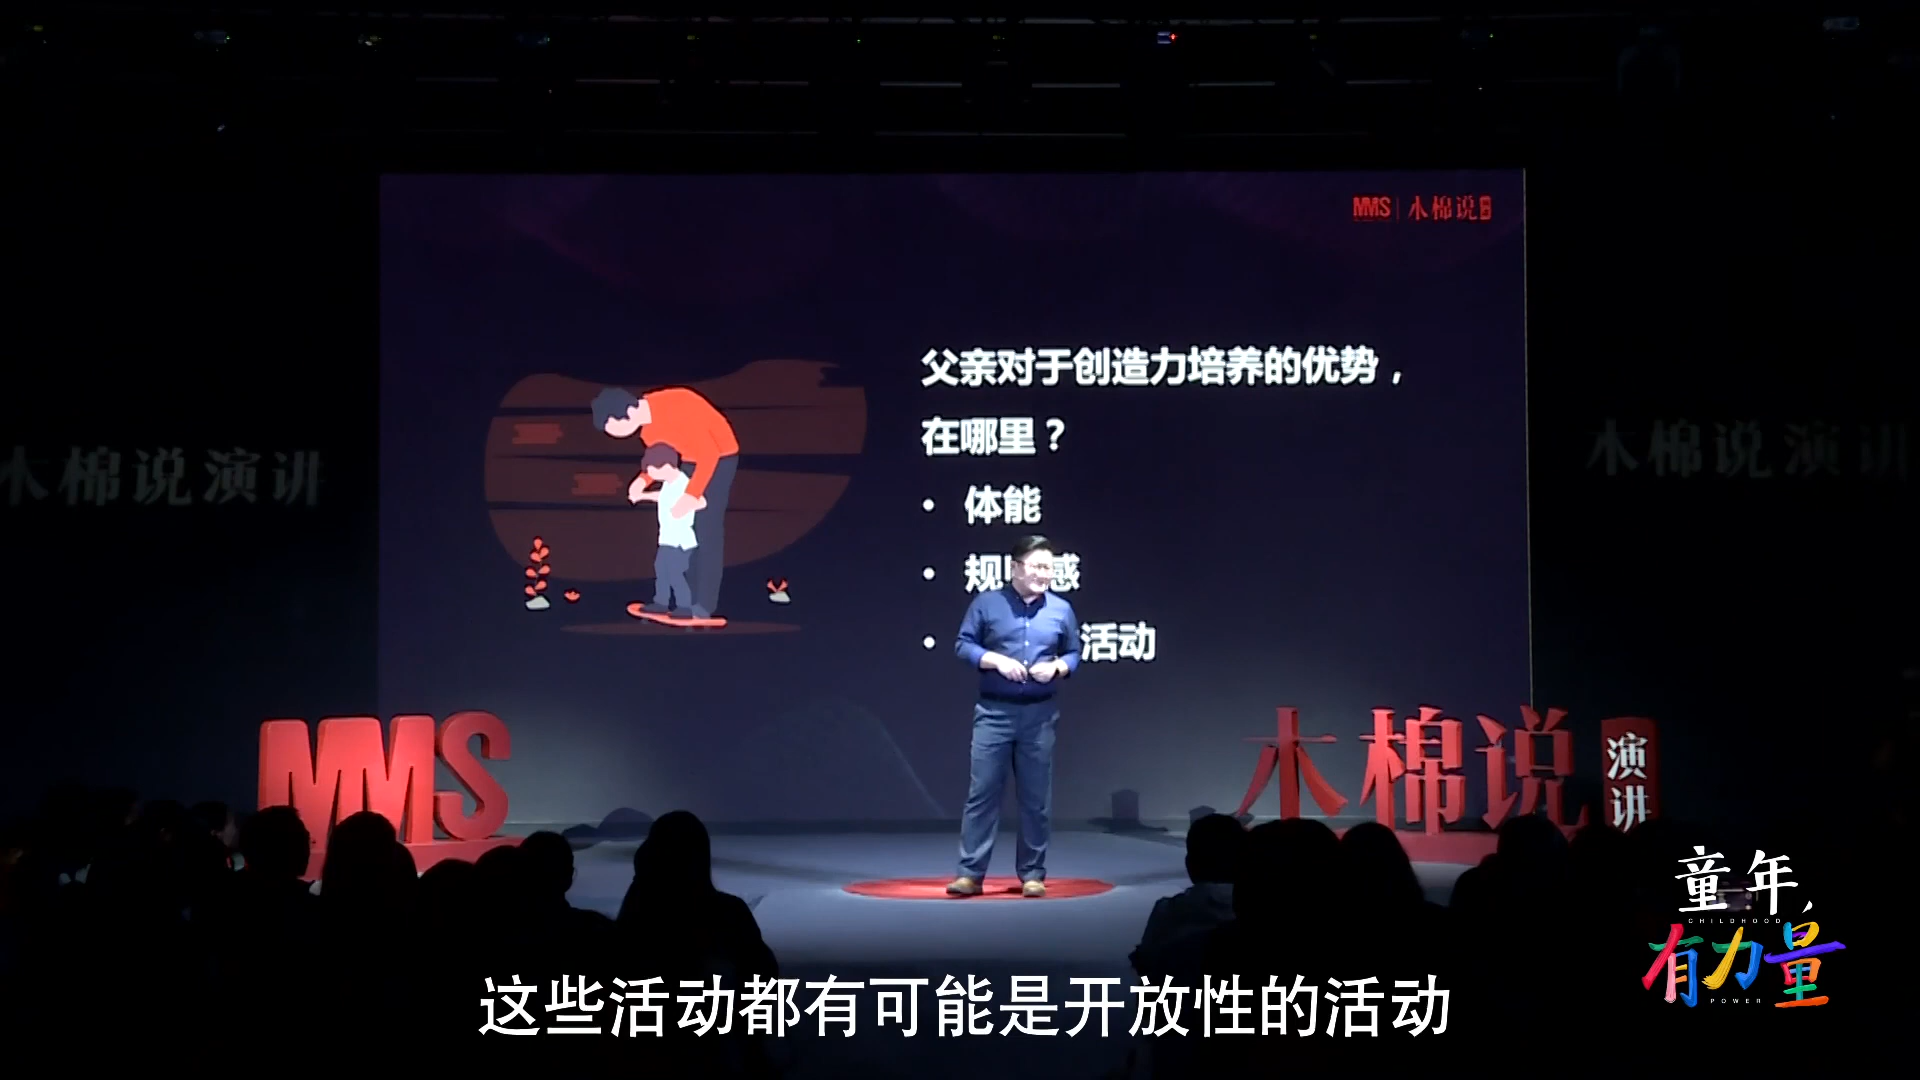 MMS 木棉说
父亲对于创造力培养的优势，
在哪里？
• 体能
• 规 感
• 活动
木棉说演讲
木棉说演讲
MMS
木棉说
演讲
童年，
CHILDHOOD
有力量
POWER
这些活动都有可能是开放性的活动